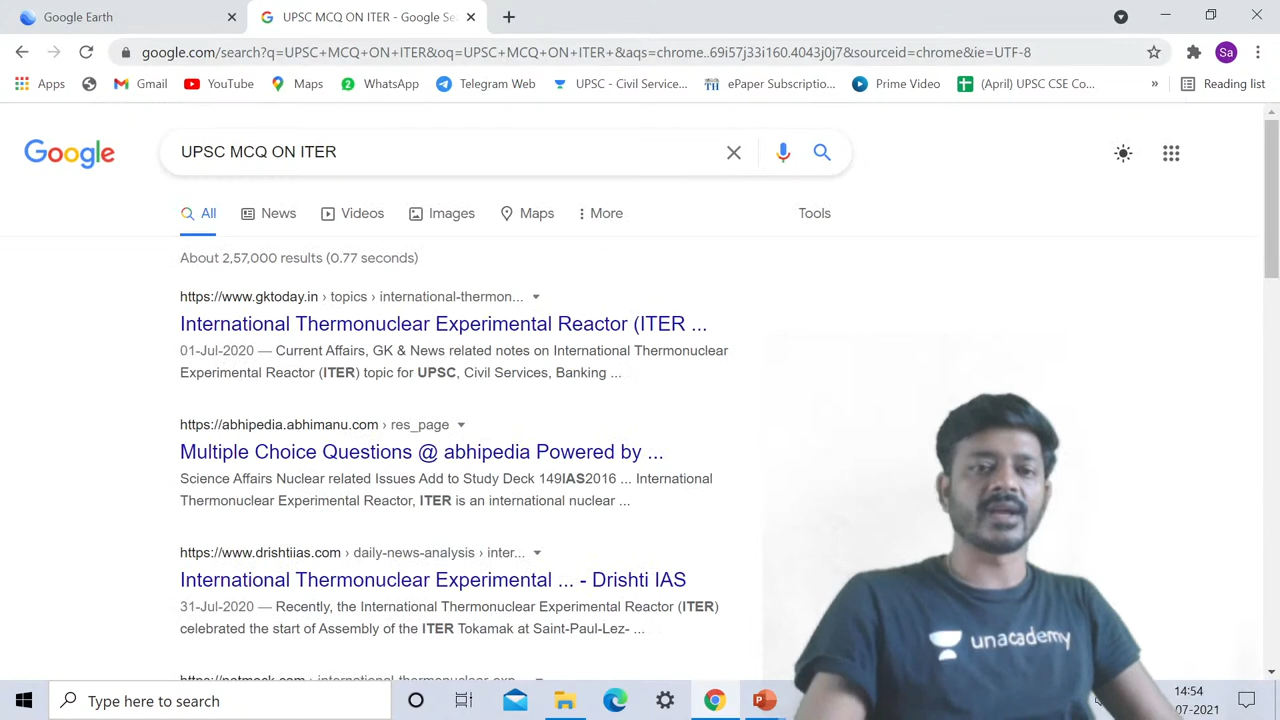 Google Earth
UPSC MCQ ON ITER - Google Se
google.com/search?q=UPSC+MCQ+ON+ITER&oq=UPSC+MCQ+ON+ITER+&aqs=chrome..69i57j33i160.4043j0j7&sourceid=chrome&ie=UTF-8
Sa
Apps Gmail YouTube Maps WhatsApp Telegram Web UPSC - Civil Service... TH ePaper Subscriptio... Prime Video (April) UPSC CSE Co... » Reading list
Google
UPSC MCQ ON ITER
All News Videos Images Maps More Tools
About 2,57,000 results (0.77 seconds)
https://www.gktoday.in › topics › international-thermon...
International Thermonuclear Experimental Reactor (ITER ...
01-Jul-2020 — Current Affairs, GK & News related notes on International Thermonuclear
Experimental Reactor (ITER) topic for UPSC, Civil Services, Banking ...
https://abhipedia.abhimanu.com › res_page
Multiple Choice Questions @ abhipedia Powered by ...
Science Affairs Nuclear related Issues Add to Study Deck 149IAS2016 ... International
Thermonuclear Experimental Reactor, ITER is an international nuclear ...
https://www.drishtiias.com › daily-news-analysis › inter...
International Thermonuclear Experimental ... - Drishti IAS
31-Jul-2020 — Recently, the International Thermonuclear Experimental Reactor (ITER)
celebrated the start of Assembly of the ITER Tokamak at Saint-Paul-Lez- ...
unacademy
Type here to search
14:54
07-2021